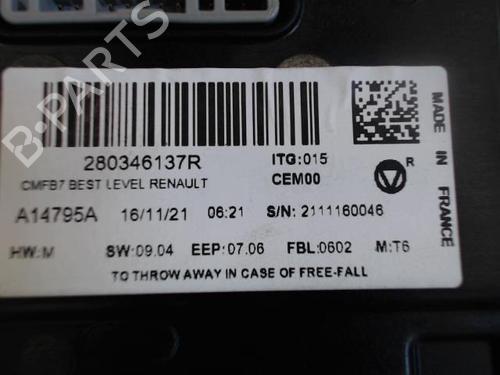 B-PARTS
280346137R
ITG:015
CMFB7 BEST LEVEL RENAULT
CEM00
R
A14795A 16/11/21 06:21 S/N: 2111160046
HW:M SW:09.04 EEP:07.06 FBL:0602 M:T6
TO THROW AWAY IN CASE OF FREE-FALL
MADE IN FRANCE